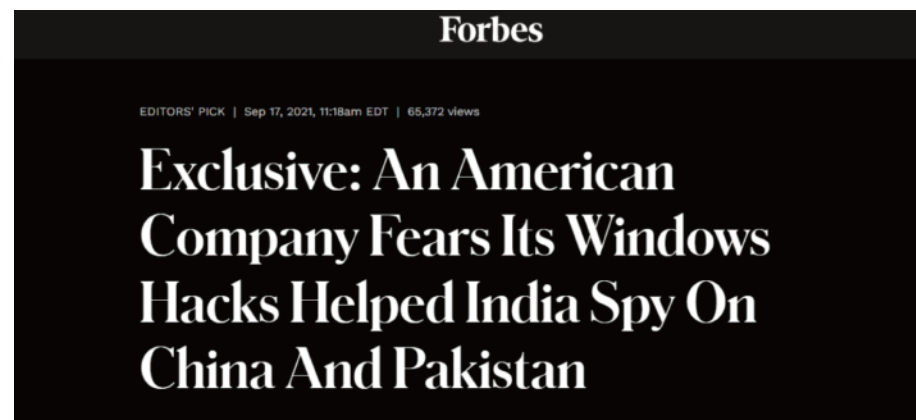 Forbes
EDITORS' PICK | Sep 17, 2021, 11:18am EDT | 65,372 views
Exclusive: An American
Company Fears Its Windows
Hacks Helped India Spy On
China And Pakistan